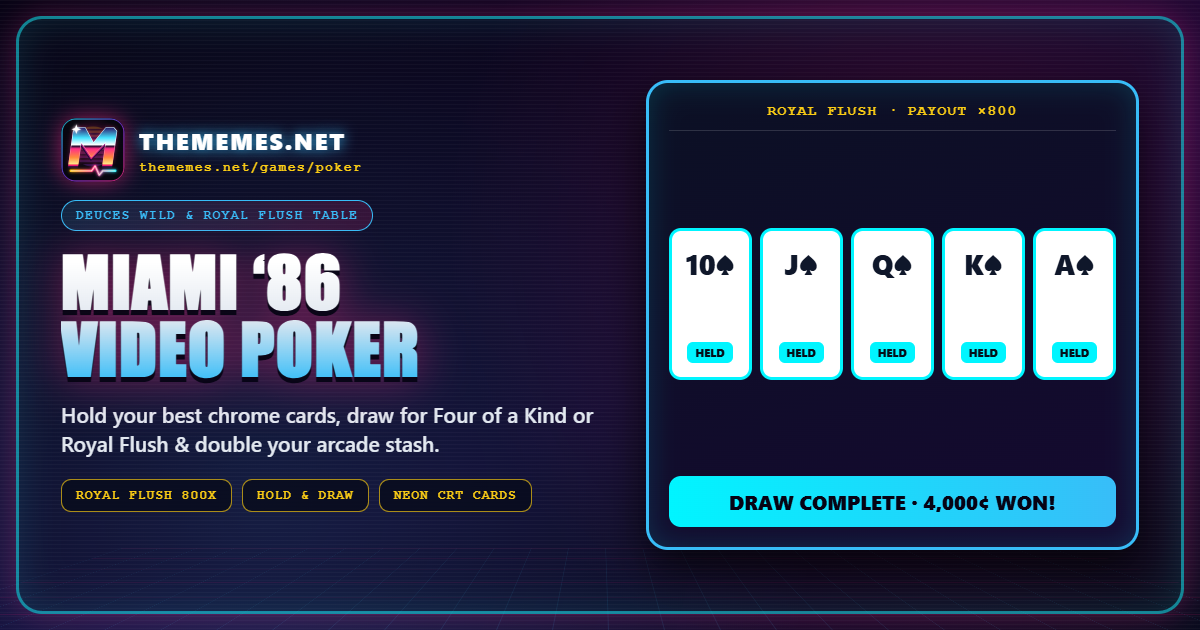 THEMEMES.NET
thememes.net/games/poker
DEUCES WILD & ROYAL FLUSH TABLE
MIAMI ‘86
VIDEO POKER
Hold your best chrome cards, draw for Four of a Kind or
Royal Flush & double your arcade stash.
ROYAL FLUSH 800X HOLD & DRAW NEON CRT CARDS
ROYAL FLUSH · PAYOUT ×800
10♠ J♠ Q♠ K♠ A♠
HELD HELD HELD HELD HELD
DRAW COMPLETE · 4,000¢ WON!